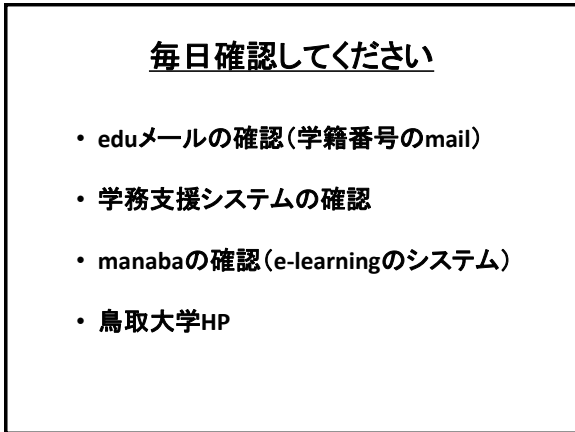 毎日確認してください
• eduメールの確認（学籍番号のmail）
• 学務支援システムの確認
• manabaの確認（e-learningのシステム）
• 鳥取大学HP